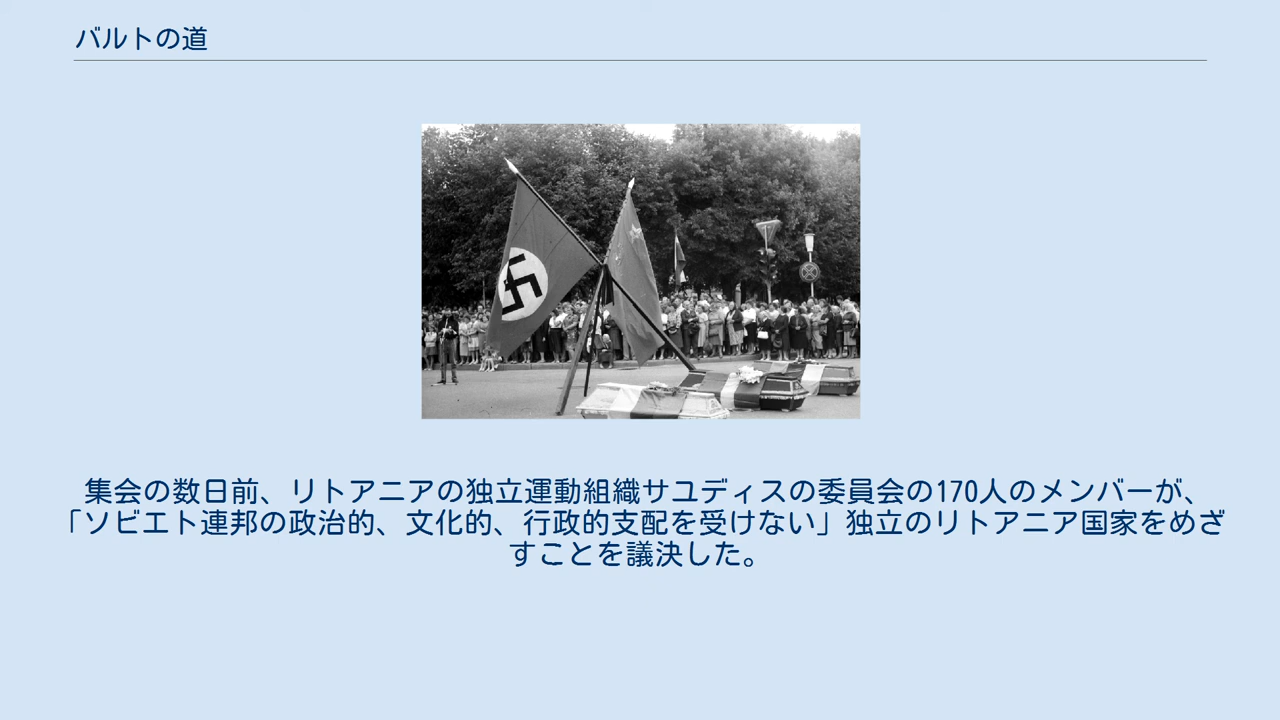 バルトの道
集会の数日前、リトアニアの独立運動組織サユディスの委員会の170人のメンバーが、
「ソビエト連邦の政治的、文化的、行政的支配を受けない」独立のリトアニア国家をめざ
すことを議決した。